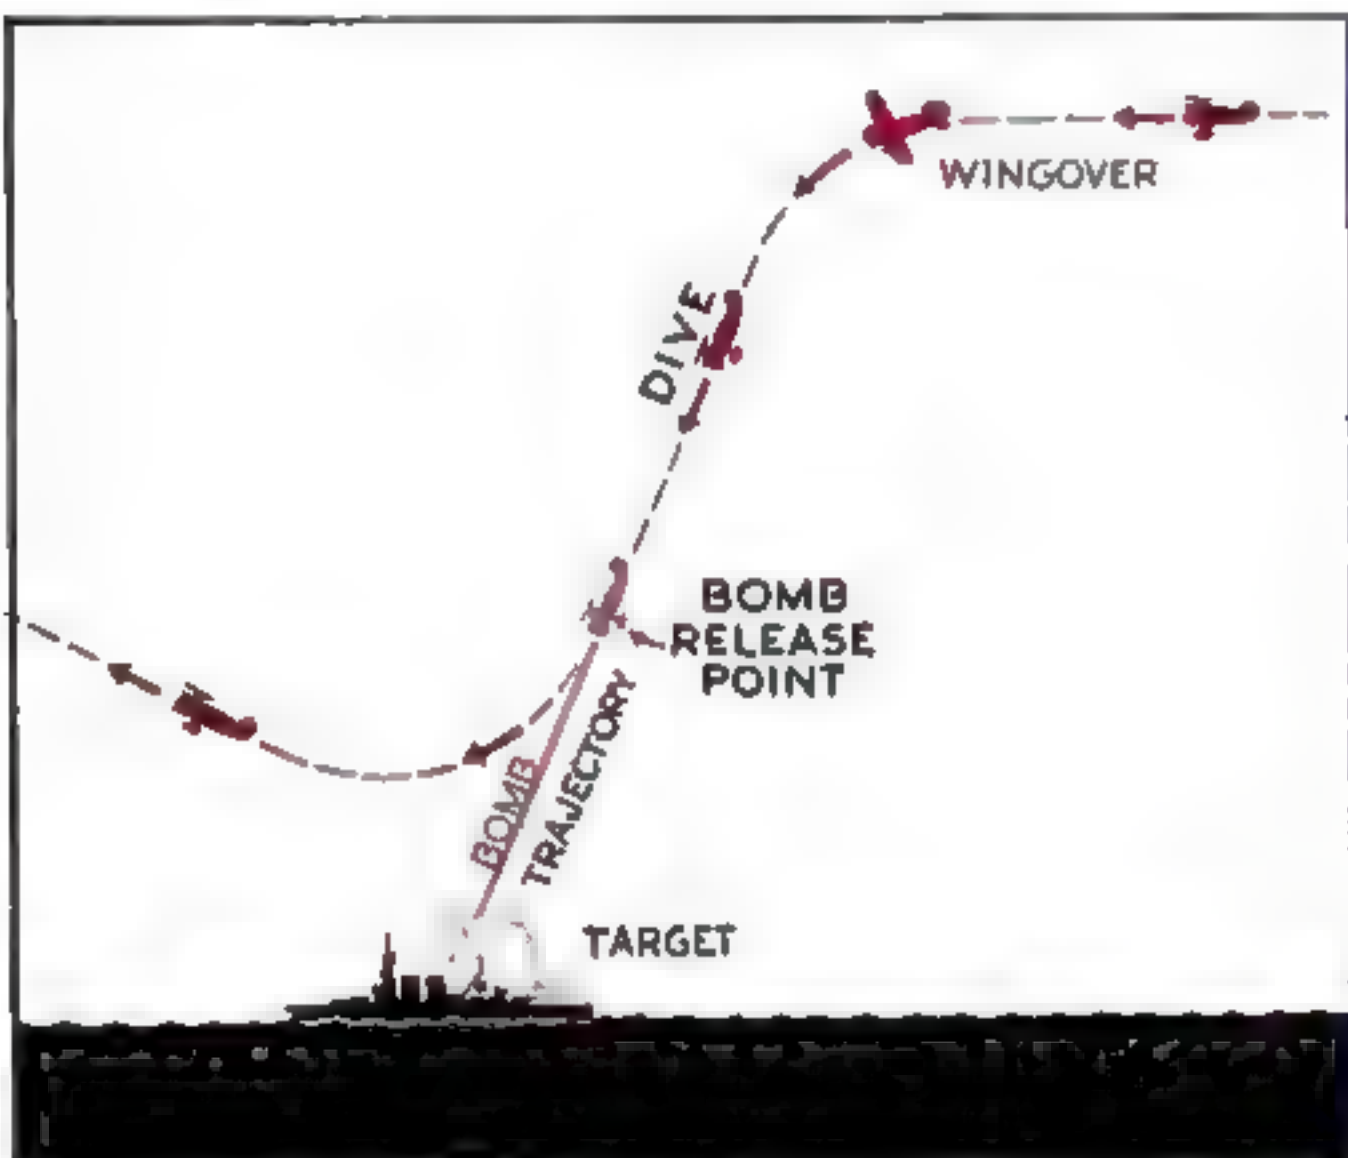 WINGOVER
DIVE
BOMB
RELEASE
POINT
BOMB
TRAJECTORY
TARGET